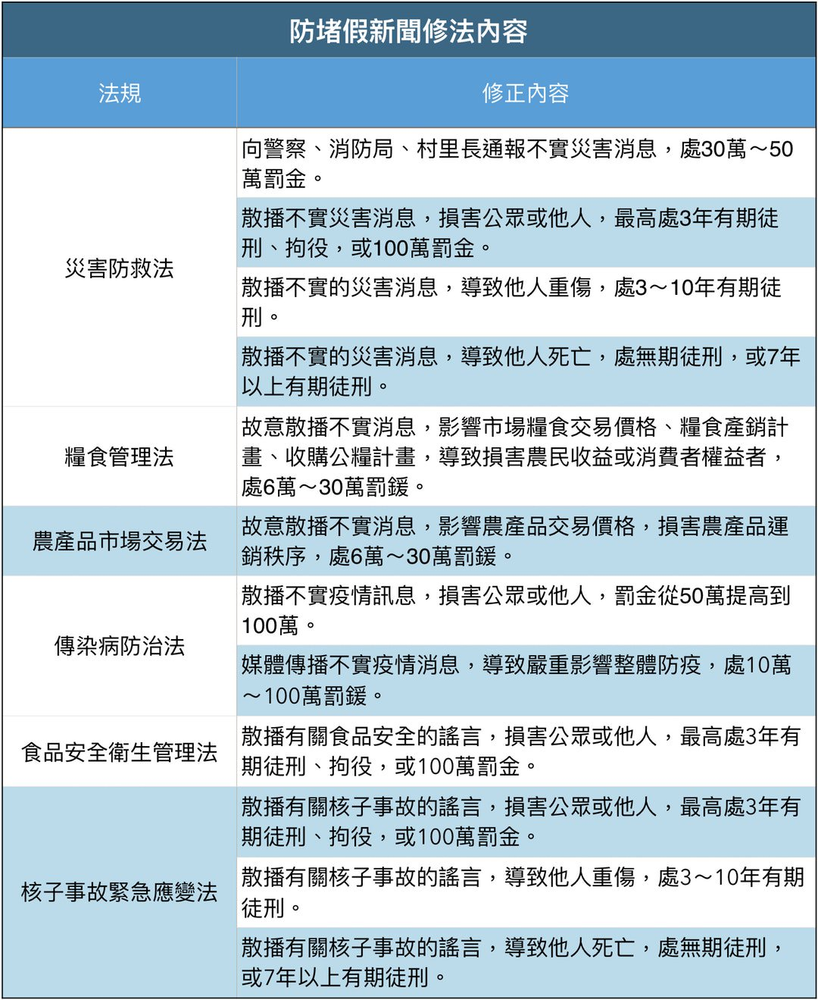 防堵假新聞修法內容
法規
修正內容
災害防救法
向警察、消防局、村里長通報不實災害消息，處30萬～50
萬罰金。
散播不實災害消息，損害公眾或他人，最高處3年有期徒
刑、拘役，或100萬罰金。
散播不實的災害消息，導致他人重傷，處3～10年有期徒
刑。
散播不實的災害消息，導致他人死亡，處無期徒刑，或7年
以上有期徒刑。
糧食管理法
故意散播不實消息，影響市場糧食交易價格、糧食產銷計
畫、收購公糧計畫，導致損害農民收益或消費者權益者，
處6萬～30萬罰鍰。
農產品市場交易法
故意散播不實消息，影響農產品交易價格，損害農產品運
銷秩序，處6萬～30萬罰鍰。
傳染病防治法
散播不實疫情訊息，損害公眾或他人，罰金從50萬提高到
100萬。
媒體傳播不實疫情消息，導致嚴重影響整體防疫，處10萬
～100萬罰鍰。
食品安全衛生管理法
散播有關食品安全的謠言，損害公眾或他人，最高處3年有
期徒刑、拘役，或100萬罰金。
核子事故緊急應變法
散播有關核子事故的謠言，損害公眾或他人，最高處3年有
期徒刑、拘役，或100萬罰金。
散播有關核子事故的謠言，導致他人重傷，處3～10年有期
徒刑。
散播有關核子事故的謠言，導致他人死亡，處無期徒刑，
或7年以上有期徒刑。